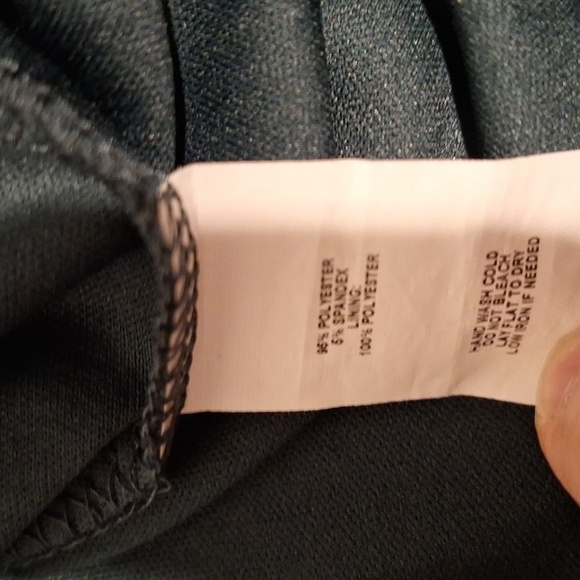 95% POLYESTER
5% SPANDEX
LINING:
100% POLYESTER
HAND WASH COLD
DO NOT BLEACH
LAY FLAT TO DRY
LOW IRON IF NEEDED